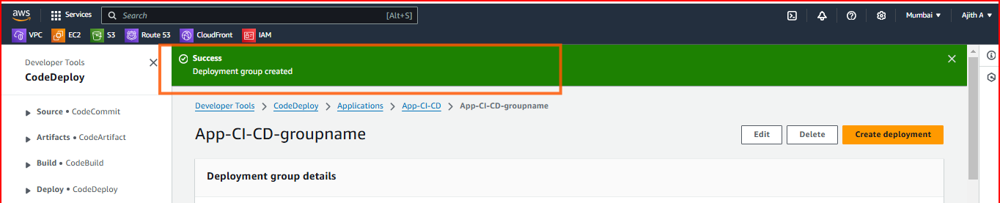 aws Services Search [Alt+S] Mumbai ▼ Ajith A ▼
VPC EC2 S3 Route 53 CloudFront IAM
Developer Tools
CodeDeploy
Source • CodeCommit
Artifacts • CodeArtifact
Build • CodeBuild
Deploy • CodeDeploy
Success
Deployment group created
Developer Tools > CodeDeploy > Applications > App-CI-CD > App-CI-CD-groupname
App-CI-CD-groupname
Edit Delete Create deployment
Deployment group details